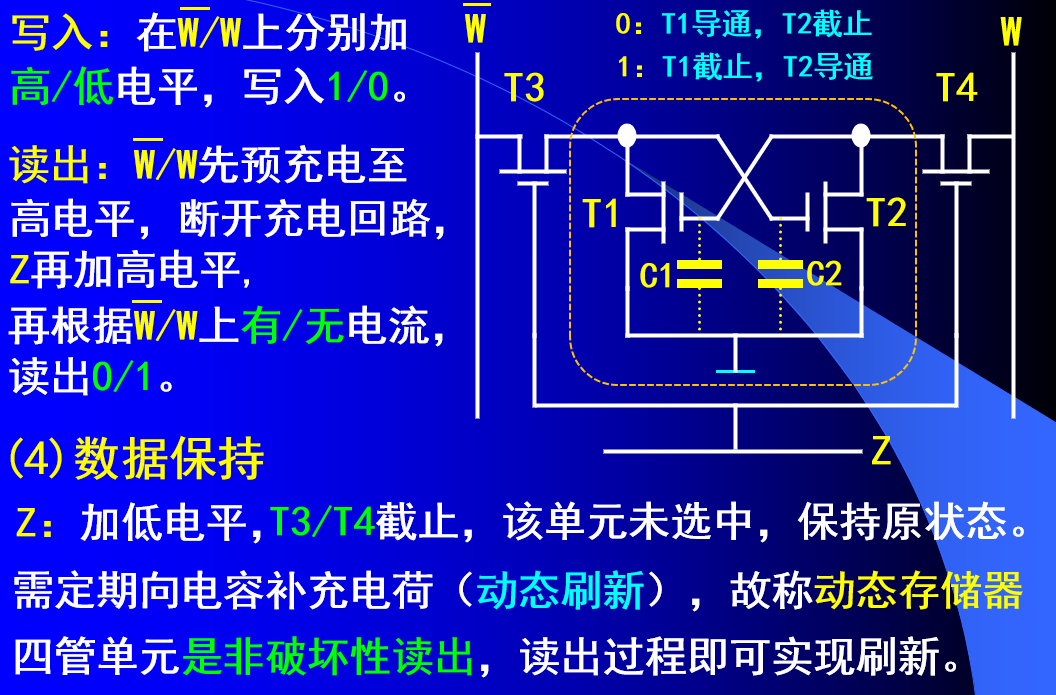 写入：在W̅/W上分别加
高/低电平，写入1/0。
读出：W̅/W先预充电至
高电平，断开充电回路，
Z再加高电平,
再根据W̅/W上有/无电流，
读出0/1。
0：T1导通，T2截止
1：T1截止，T2导通
W̅
W
T3
T4
T1
T2
C1
C2
Z
(4)数据保持
Z：加低电平,T3/T4截止，该单元未选中，保持原状态。
需定期向电容补充电荷（动态刷新），故称动态存储器
四管单元是非破坏性读出，读出过程即可实现刷新。